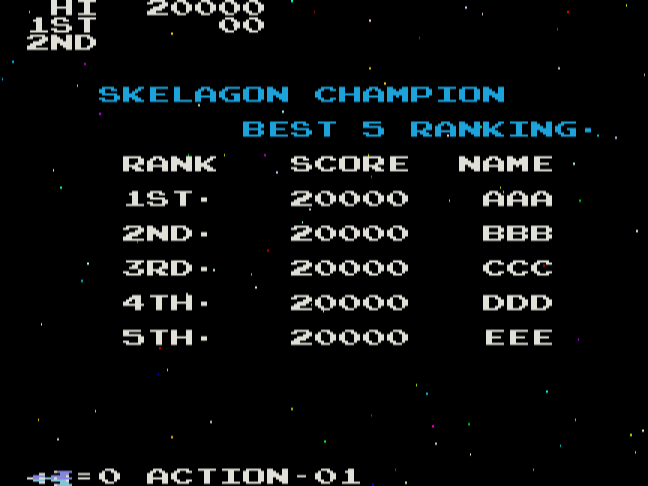 HI 20000
1ST 00
2ND
SKELAGON CHAMPION
BEST 5 RANKING.
RANK SCORE NAME
1ST. 20000 AAA
2ND. 20000 BBB
3RD. 20000 CCC
4TH. 20000 DDD
5TH. 20000 EEE
=0 ACTION-01